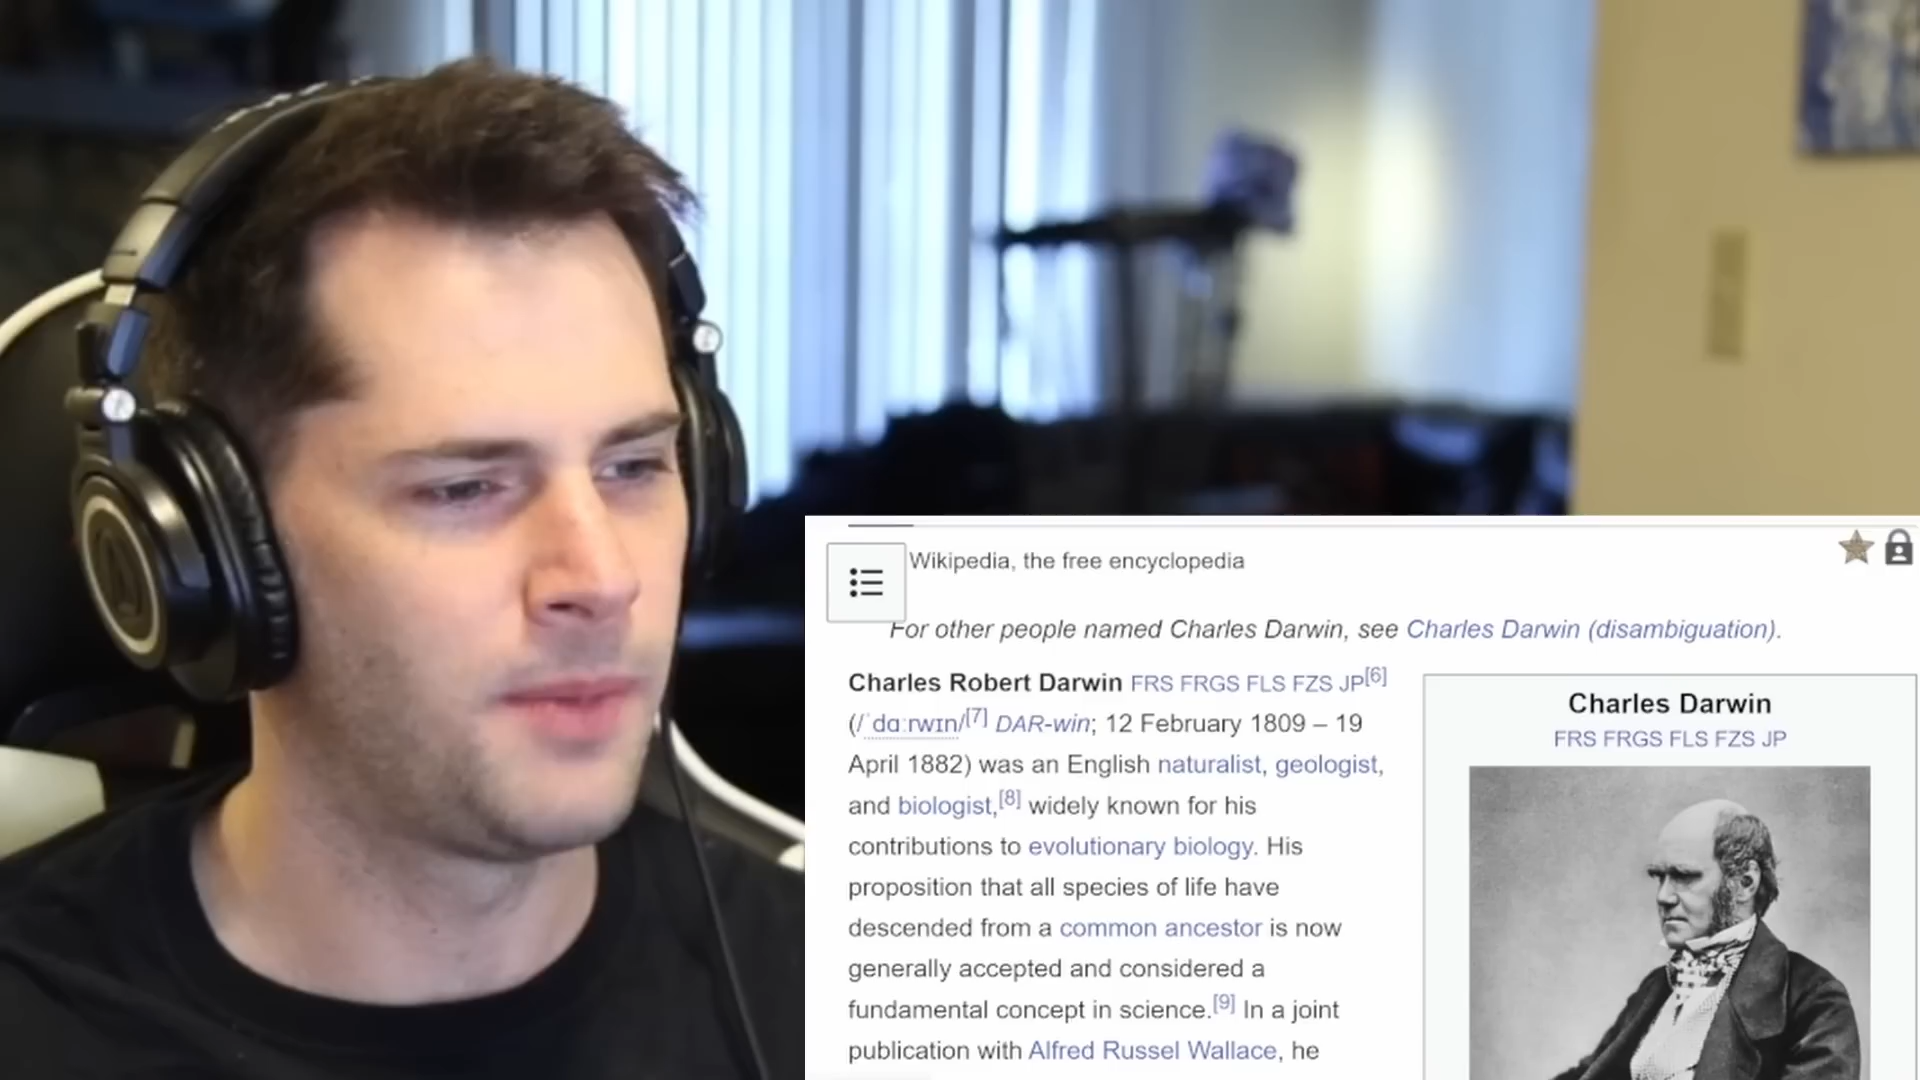 Wikipedia, the free encyclopedia
For other people named Charles Darwin, see Charles Darwin (disambiguation).
Charles Robert Darwin FRS FRGS FLS FZS JP[6]
(/ˈdɑːrwɪn/[7] DAR-win; 12 February 1809 – 19
April 1882) was an English naturalist, geologist,
and biologist,[8] widely known for his
contributions to evolutionary biology. His
proposition that all species of life have
descended from a common ancestor is now
generally accepted and considered a
fundamental concept in science.[9] In a joint
publication with Alfred Russel Wallace, he
Charles Darwin
FRS FRGS FLS FZS JP